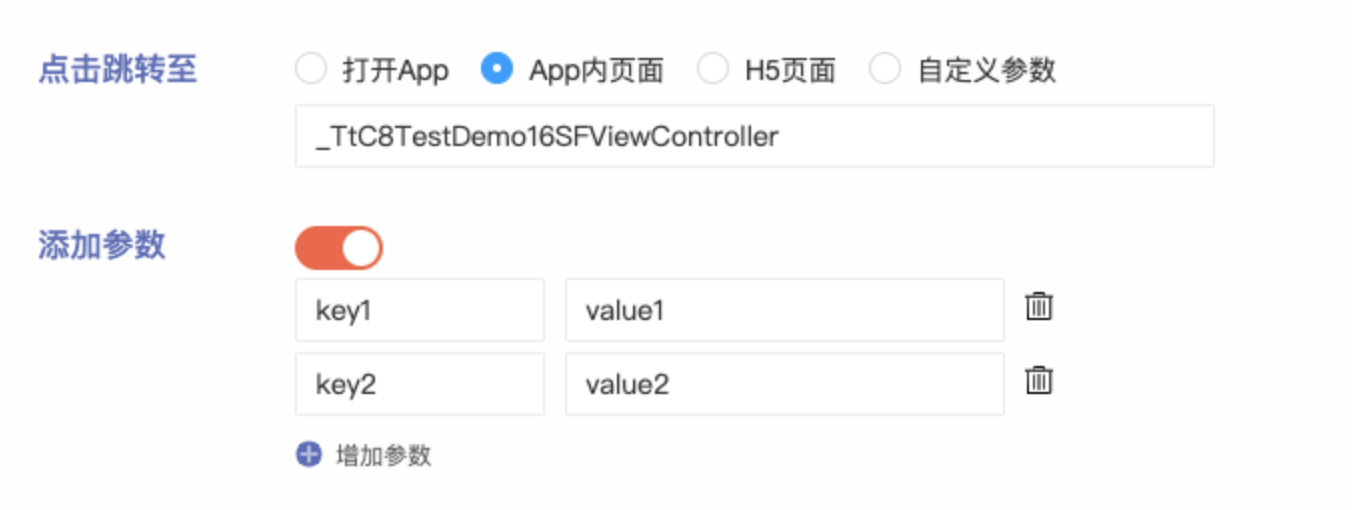 点击跳转至 打开App App内页面 H5页面 自定义参数
_TtC8TestDemo16SFViewController
添加参数
key1 value1
key2 value2
增加参数